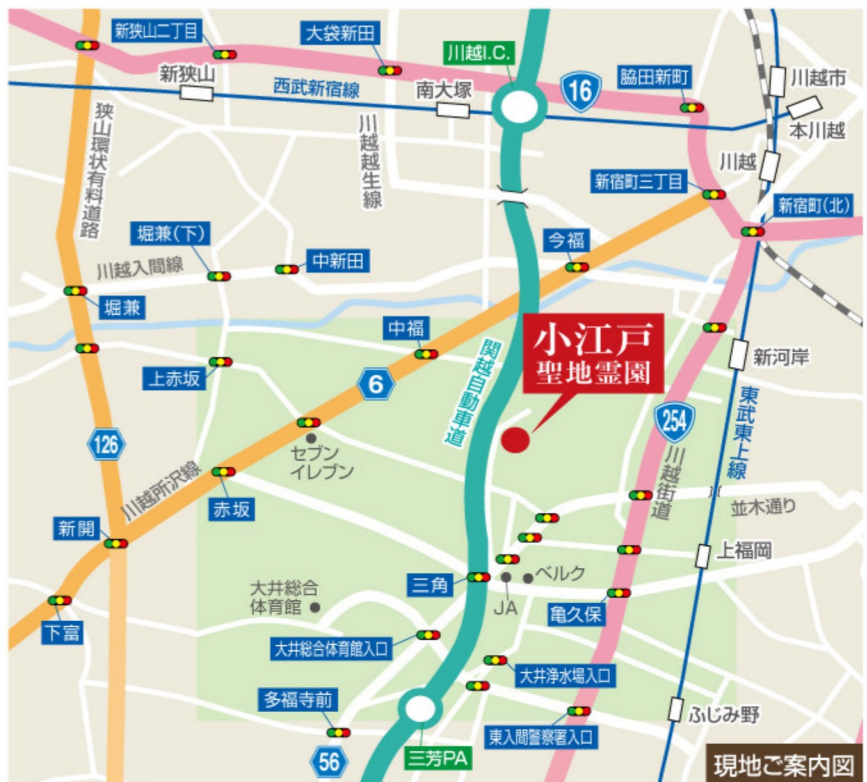 新狭山二丁目
大袋新田
川越I.C.
新狭山
西武新宿線
南大塚
16
脇田新町
川越市
本川越
川越
狭山環状有料道路
川越越生線
新宿町三丁目
新宿町(北)
堀兼(下)
中新田
今福
川越入間線
堀兼
中福
小江戸
聖地霊園
新河岸
上赤坂
6
関越自動車道
東武東上線
254
川越街道
126
セブン
イレブン
川越所沢線
赤坂
並木通り
新開
上福岡
三角
ベルク
JA
亀久保
大井総合
体育館
下富
大井総合体育館入口
大井浄水場入口
多福寺前
ふじみ野
東入間警察署入口
56
三芳PA
現地ご案内図